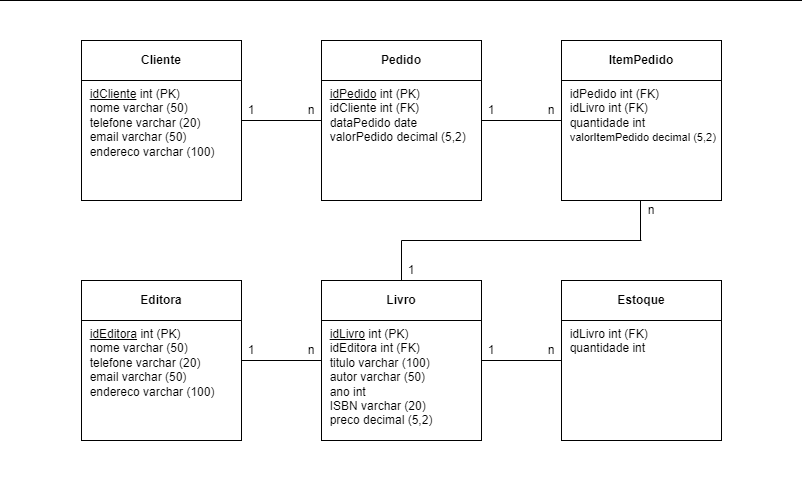 Cliente
idCliente int (PK)
nome varchar (50)
telefone varchar (20)
email varchar (50)
endereco varchar (100)
1
n
Pedido
idPedido int (PK)
idCliente int (FK)
dataPedido date
valorPedido decimal (5,2)
1
n
ItemPedido
idPedido int (FK)
idLivro int (FK)
quantidade int
valorItemPedido decimal (5,2)
n
1
Editora
idEditora int (PK)
nome varchar (50)
telefone varchar (20)
email varchar (50)
endereco varchar (100)
1
n
Livro
idLivro int (PK)
idEditora int (FK)
titulo varchar (100)
autor varchar (50)
ano int
ISBN varchar (20)
preco decimal (5,2)
1
n
Estoque
idLivro int (FK)
quantidade int